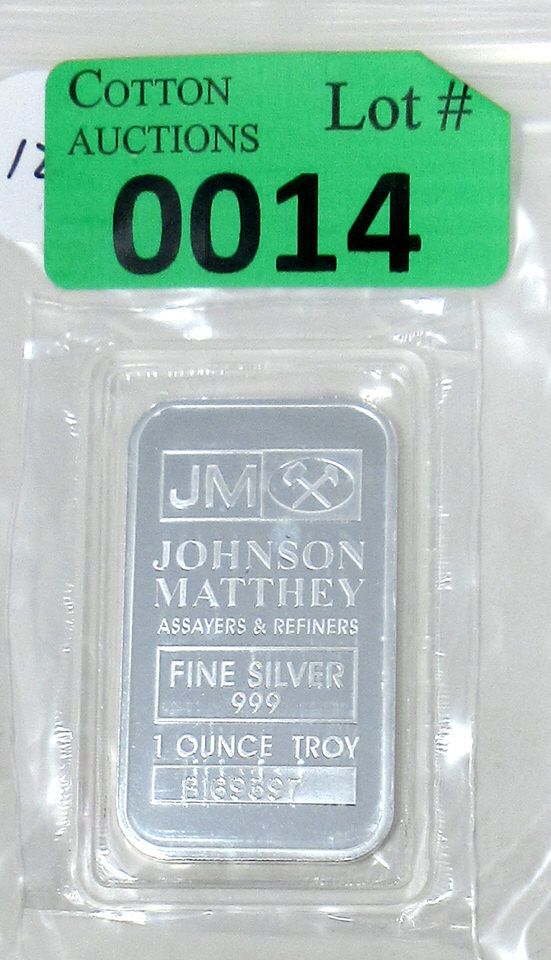 COTTON
AUCTIONS
Lot #
0014
JM
JOHNSON
MATTHEY
ASSAYERS & REFINERS
FINE SILVER
999
1 OUNCE TROY